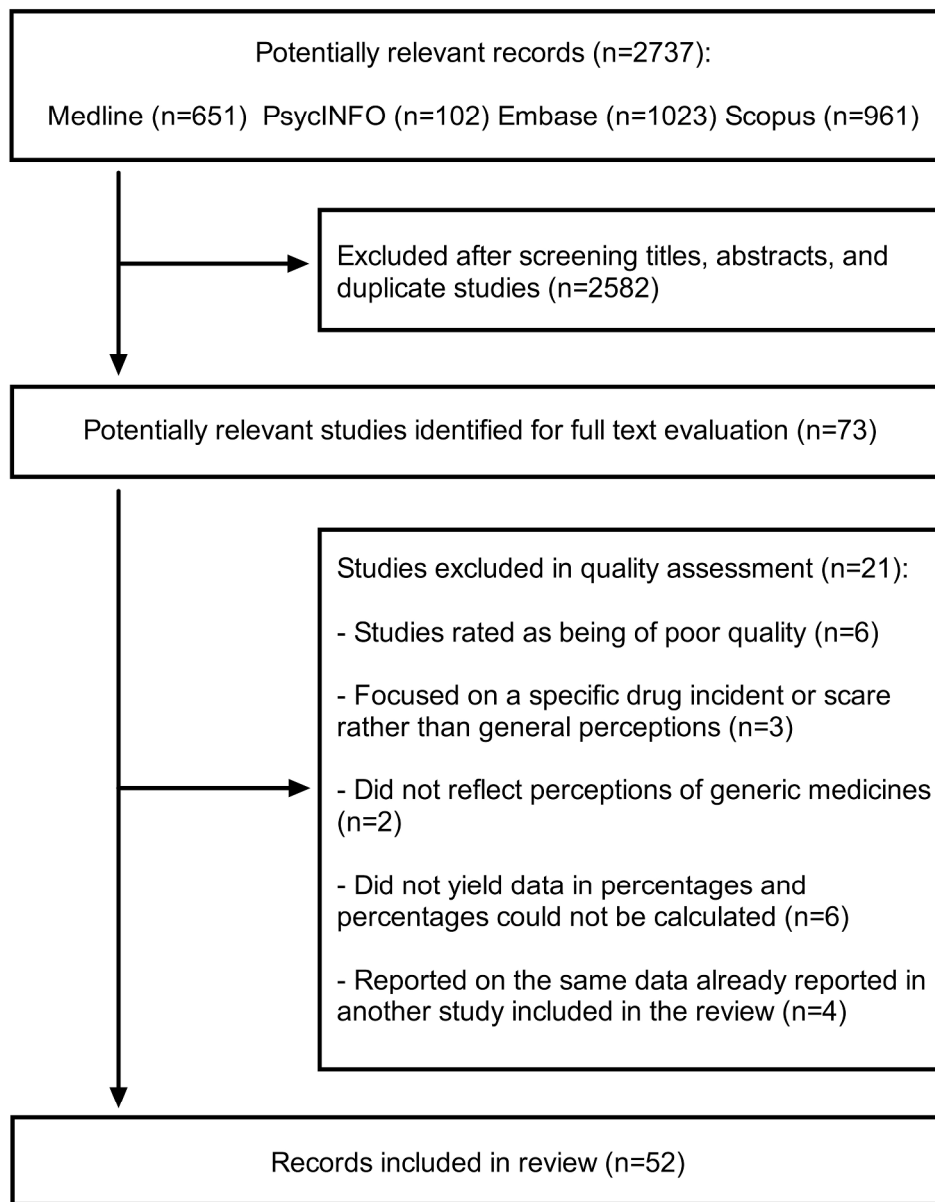 Potentially relevant records (n=2737):
Medline (n=651) PsycINFO (n=102) Embase (n=1023) Scopus (n=961)
Excluded after screening titles, abstracts, and
duplicate studies (n=2582)
Potentially relevant studies identified for full text evaluation (n=73)
Studies excluded in quality assessment (n=21):
- Studies rated as being of poor quality (n=6)
- Focused on a specific drug incident or scare
rather than general perceptions (n=3)
- Did not reflect perceptions of generic medicines
(n=2)
- Did not yield data in percentages and
percentages could not be calculated (n=6)
- Reported on the same data already reported in
another study included in the review (n=4)
Records included in review (n=52)